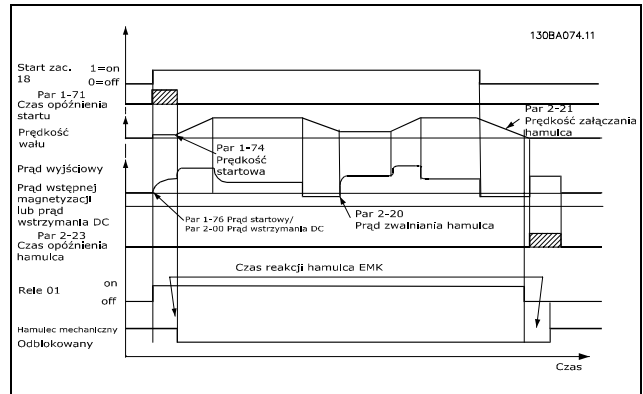 130BA074.11
Start zac. 1=on
18 0=off
Par 1-71
Czas opóźnienia
startu
Prędkość
wału
Par 1-74
Prędkość
startowa
Par 2-21
Prędkość załączania
hamulca
Prąd wyjściowy
Prąd wstępnej
magnetyzacji
lub prąd
wstrzymania DC
Par 1-76 Prąd startowy/
Par 2-00 Prąd wstrzymania DC
Par 2-20
Prąd zwalniania hamulca
Par 2-23
Czas opóźnienia
hamulca
Czas reakcji hamulca EMK
Rele 01 on
off
Hamulec mechaniczny
Odblokowany
Czas